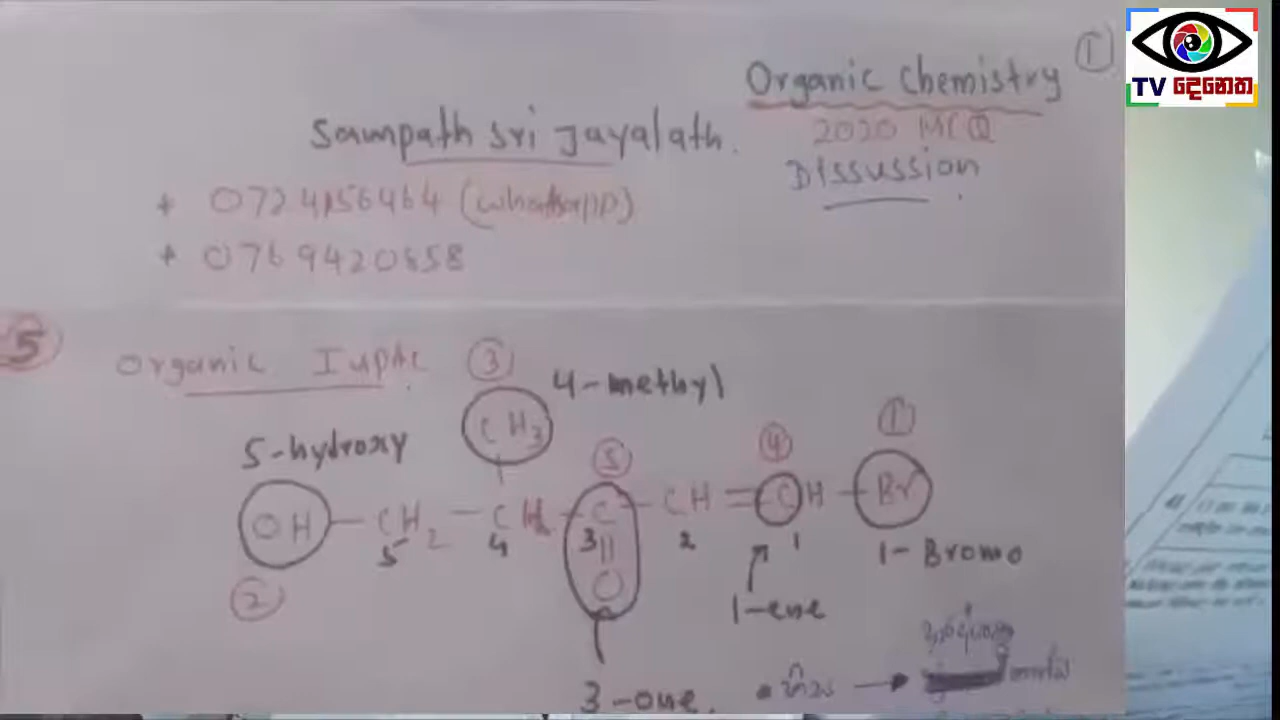 TV දෙනෙත
Organic Chemistry ①
2020 MCQ
Dissussion
Sampath Sri Jayalath.
+ 0724156464 (Whatsapp)
+ 0769420858
5
Organic Iupac
③
4-methyl
5-hydroxy
CH3
⑤
④
①
OH — CH2 — CH — C — CH = CH — Br
5 4 3 2 1
O
②
1-Bromo
1-ene
3-one.